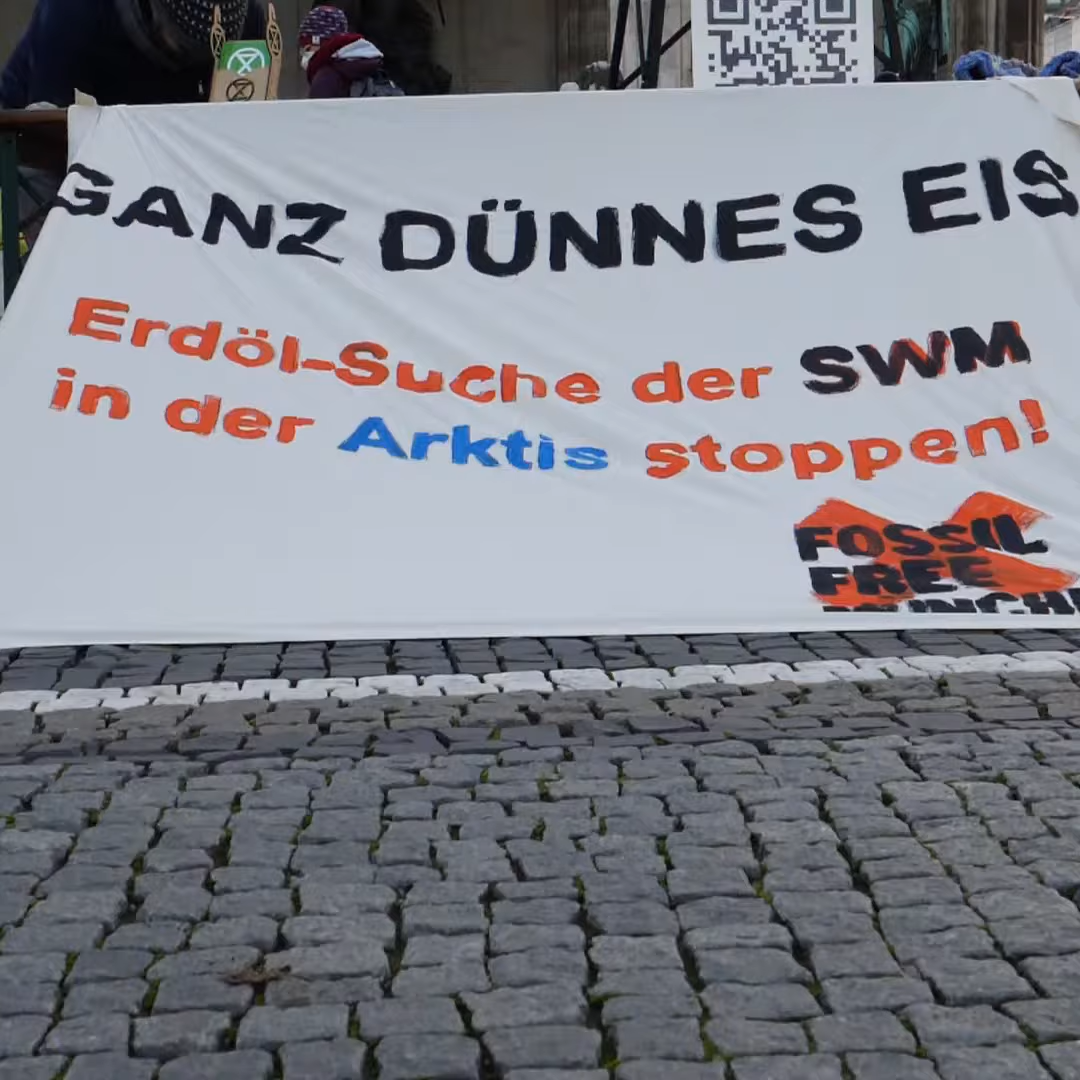 GANZ DÜNNES EIS
Erdöl-Suche der SWM
in der Arktis stoppen!
FOSSIL
FREE